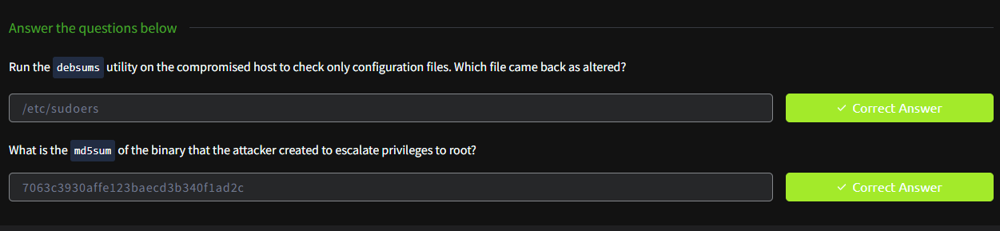 Answer the questions below
Run the debsums utility on the compromised host to check only configuration files. Which file came back as altered?
/etc/sudoers
✓ Correct Answer
What is the md5sum of the binary that the attacker created to escalate privileges to root?
7063c3930affe123baecd3b340f1ad2c
✓ Correct Answer